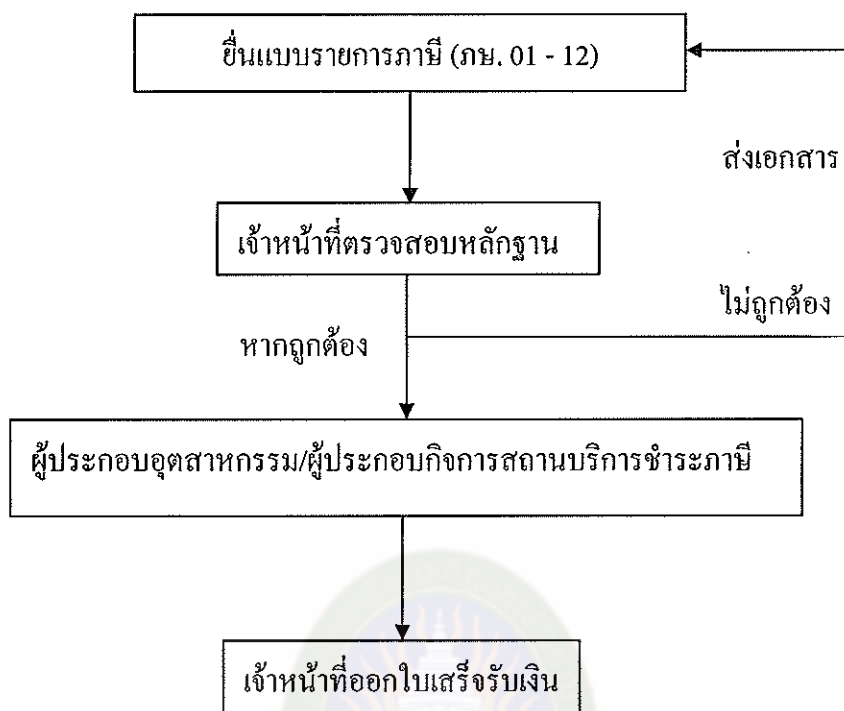 ยื่นแบบรายการภาษี (ภษ. 01 - 12)
ส่งเอกสาร
เจ้าหน้าที่ตรวจสอบหลักฐาน
ไม่ถูกต้อง
หากถูกต้อง
ผู้ประกอบอุตสาหกรรม/ผู้ประกอบกิจการสถานบริการชำระภาษี
เจ้าหน้าที่ออกใบเสร็จรับเงิน